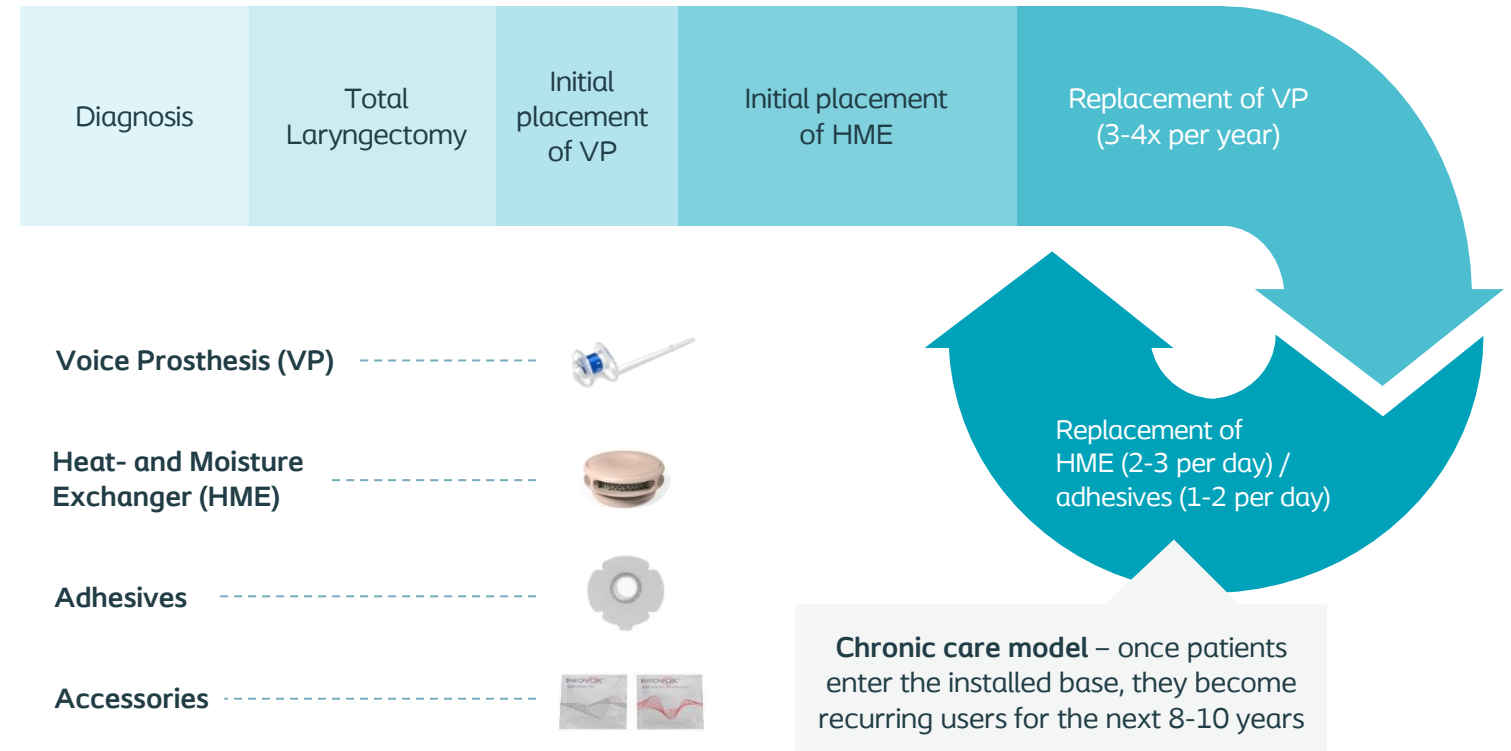 Diagnosis
Total
Laryngectomy
Initial
placement
of VP
Initial placement
of HME
Replacement of VP
(3-4x per year)
Voice Prosthesis (VP)
Heat- and Moisture
Exchanger (HME)
Adhesives
Accessories
PROVOX
PROVOX
Replacement of
HME (2-3 per day) /
adhesives (1-2 per day)
Chronic care model – once patients
enter the installed base, they become
recurring users for the next 8-10 years